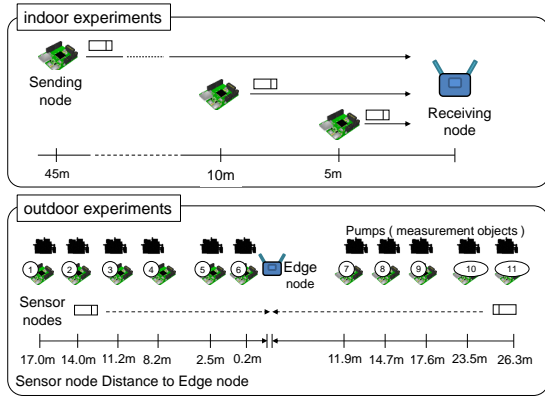 indoor experiments
Sending
node
Receiving
node
45m 10m 5m
outdoor experiments
Pumps ( measurement objects )
1 2 3 4 5 6 Edge
node 7 8 9 10 11
Sensor
nodes
17.0m 14.0m 11.2m 8.2m 2.5m 0.2m 11.9m 14.7m 17.6m 23.5m 26.3m
Sensor node Distance to Edge node